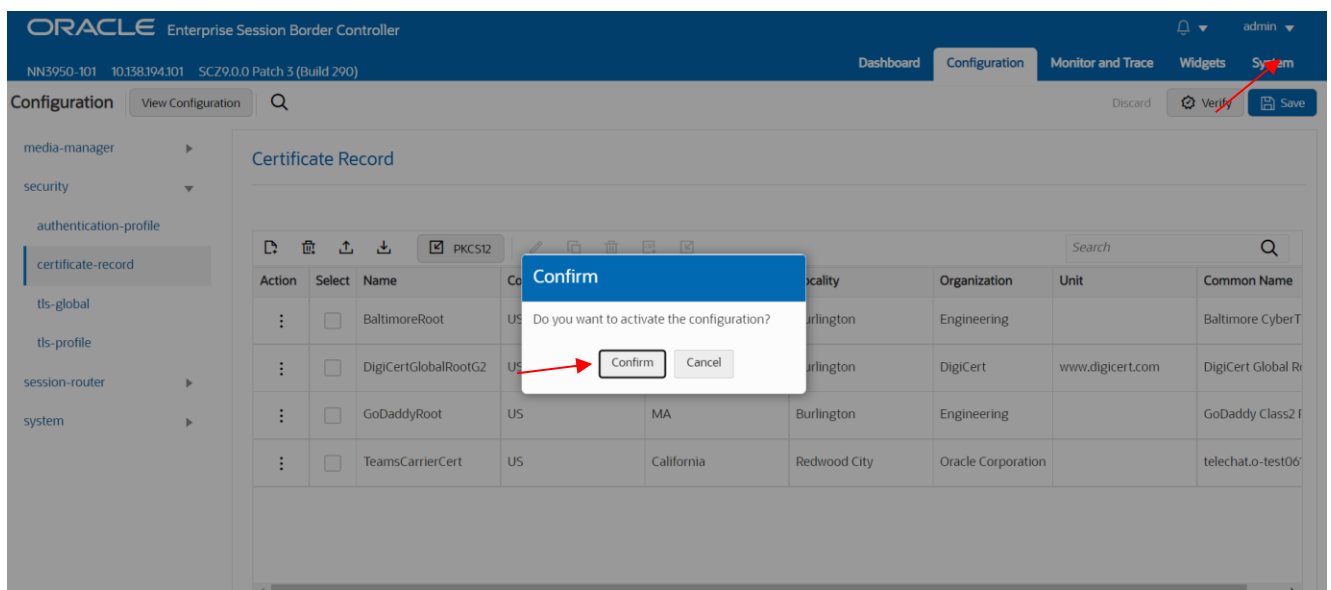 ORACLE Enterprise Session Border Controller
admin
NN3950-101 10.138.194.101 SCZ9.0.0 Patch 3 (Build 290)
Dashboard Configuration Monitor and Trace Widgets System
Configuration View Configuration
Discard Verify Save
media-manager
security
authentication-profile
certificate-record
tls-global
tls-profile
session-router
system
Certificate Record
PKCS12
Search
Action Select Name Co ocality Organization Unit Common Name
BaltimoreRoot US urlington Engineering Baltimore CyberT
DigiCertGlobalRootG2 US urlington DigiCert www.digicert.com DigiCert Global
GoDaddyRoot US MA Burlington Engineering GoDaddy Class2
TeamsCarrierCert US California Redwood City Oracle Corporation telechat.o-test06
Confirm
Do you want to activate the configuration?
Confirm Cancel